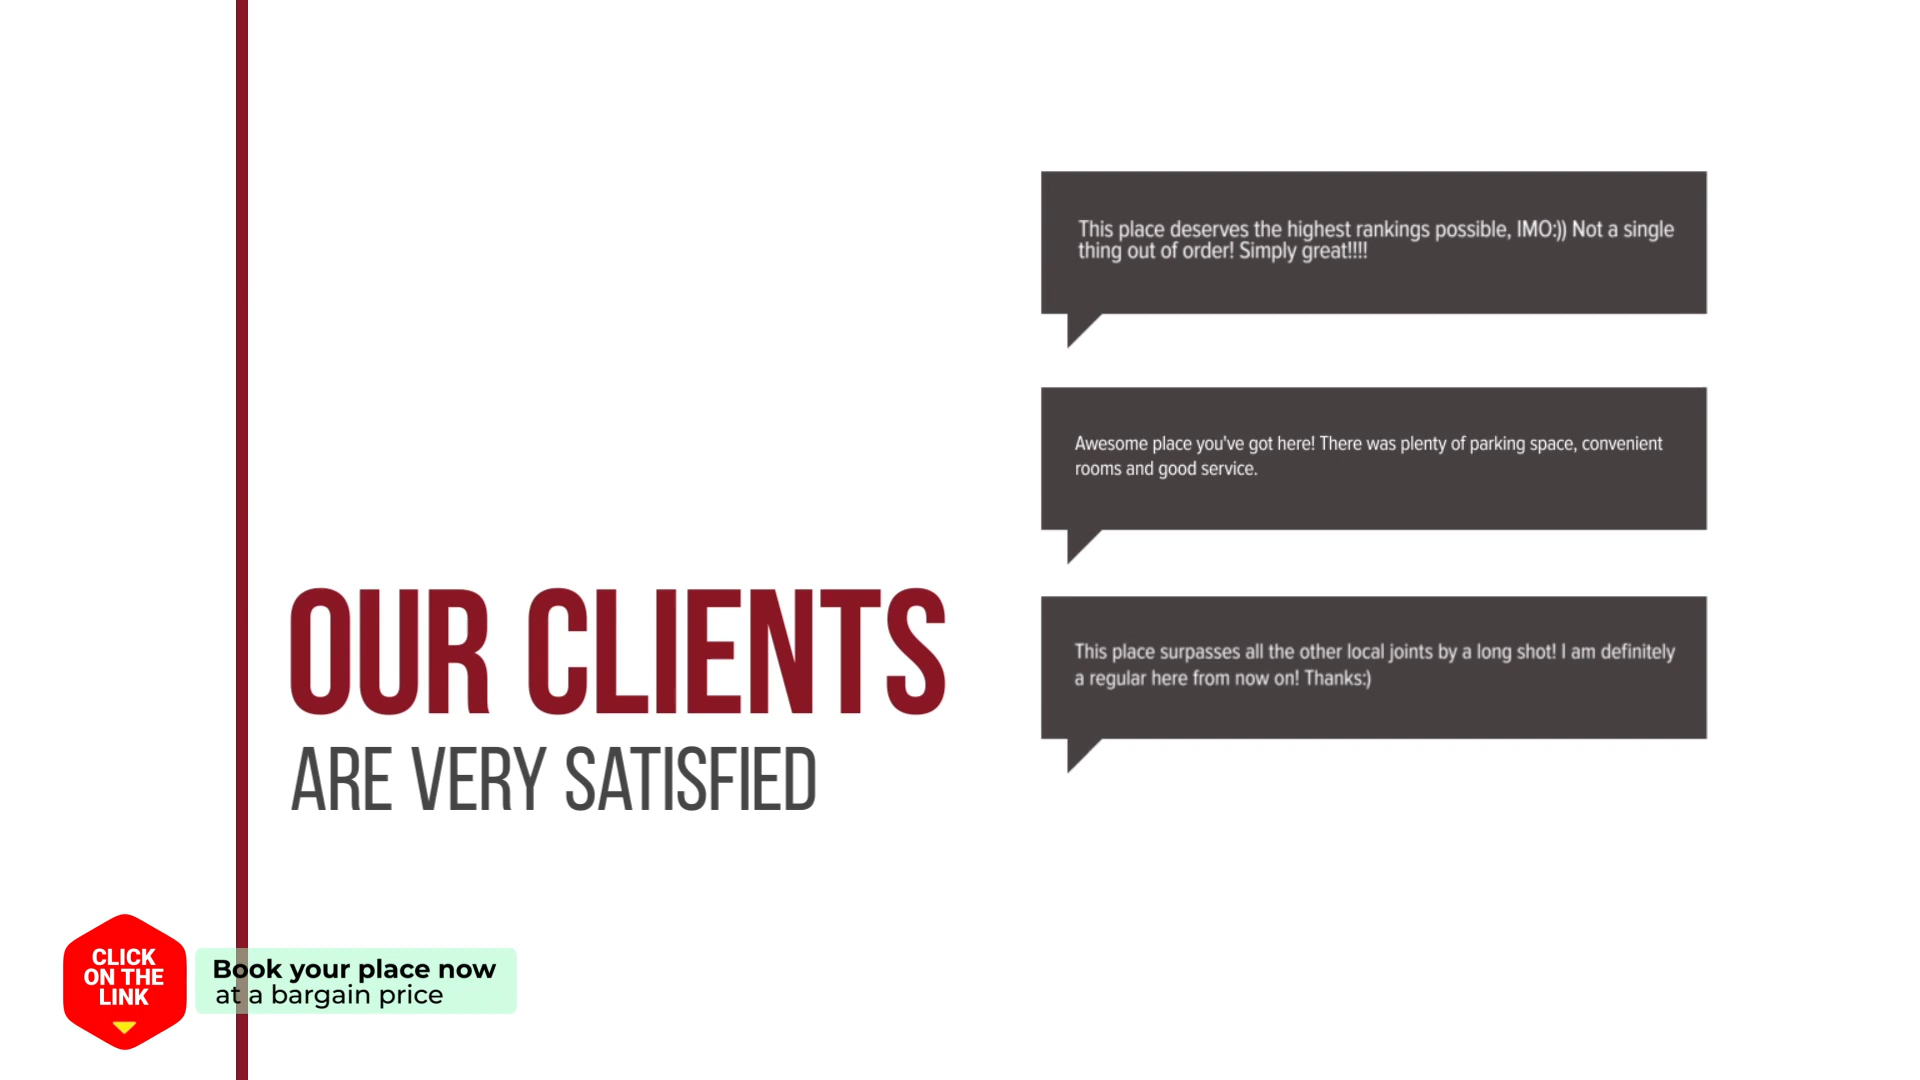 This place deserves the highest rankings possible, IMO:)) Not a single
thing out of order! Simply great!!!!
Awesome place you've got here! There was plenty of parking space, convenient
rooms and good service.
This place surpasses all the other local joints by a long shot! I am definitely
a regular here from now on! Thanks:)
OUR CLIENTS
ARE VERY SATISFIED
CLICK
ON THE
LINK
Book your place now
at a bargain price